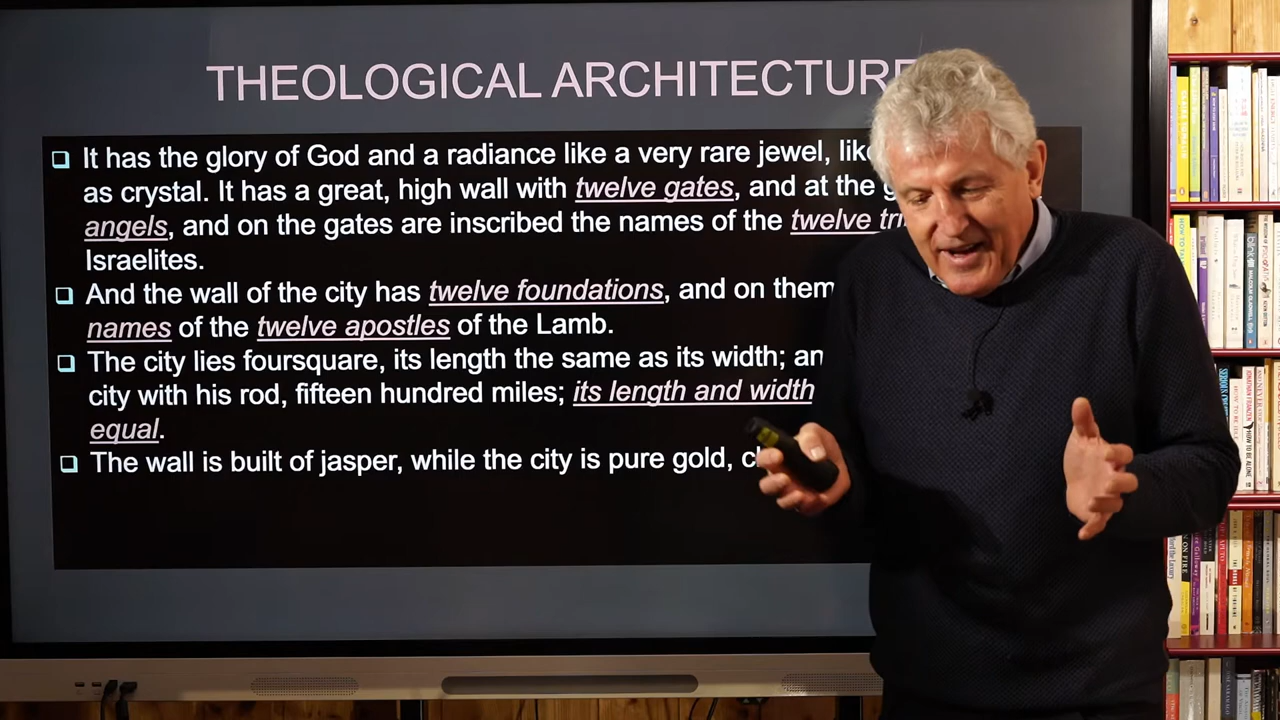 THEOLOGICAL ARCHITECTURE
It has the glory of God and a radiance like a very rare jewel, like
as crystal. It has a great, high wall with twelve gates, and at the
angels, and on the gates are inscribed the names of the twelve
Israelites.
And the wall of the city has twelve foundations, and on them
names of the twelve apostles of the Lamb.
The city lies foursquare, its length the same as its width;
city with his rod, fifteen hundred miles; its length and width
equal.
The wall is built of jasper, while the city is pure gold,
HOW TO BE ALONE